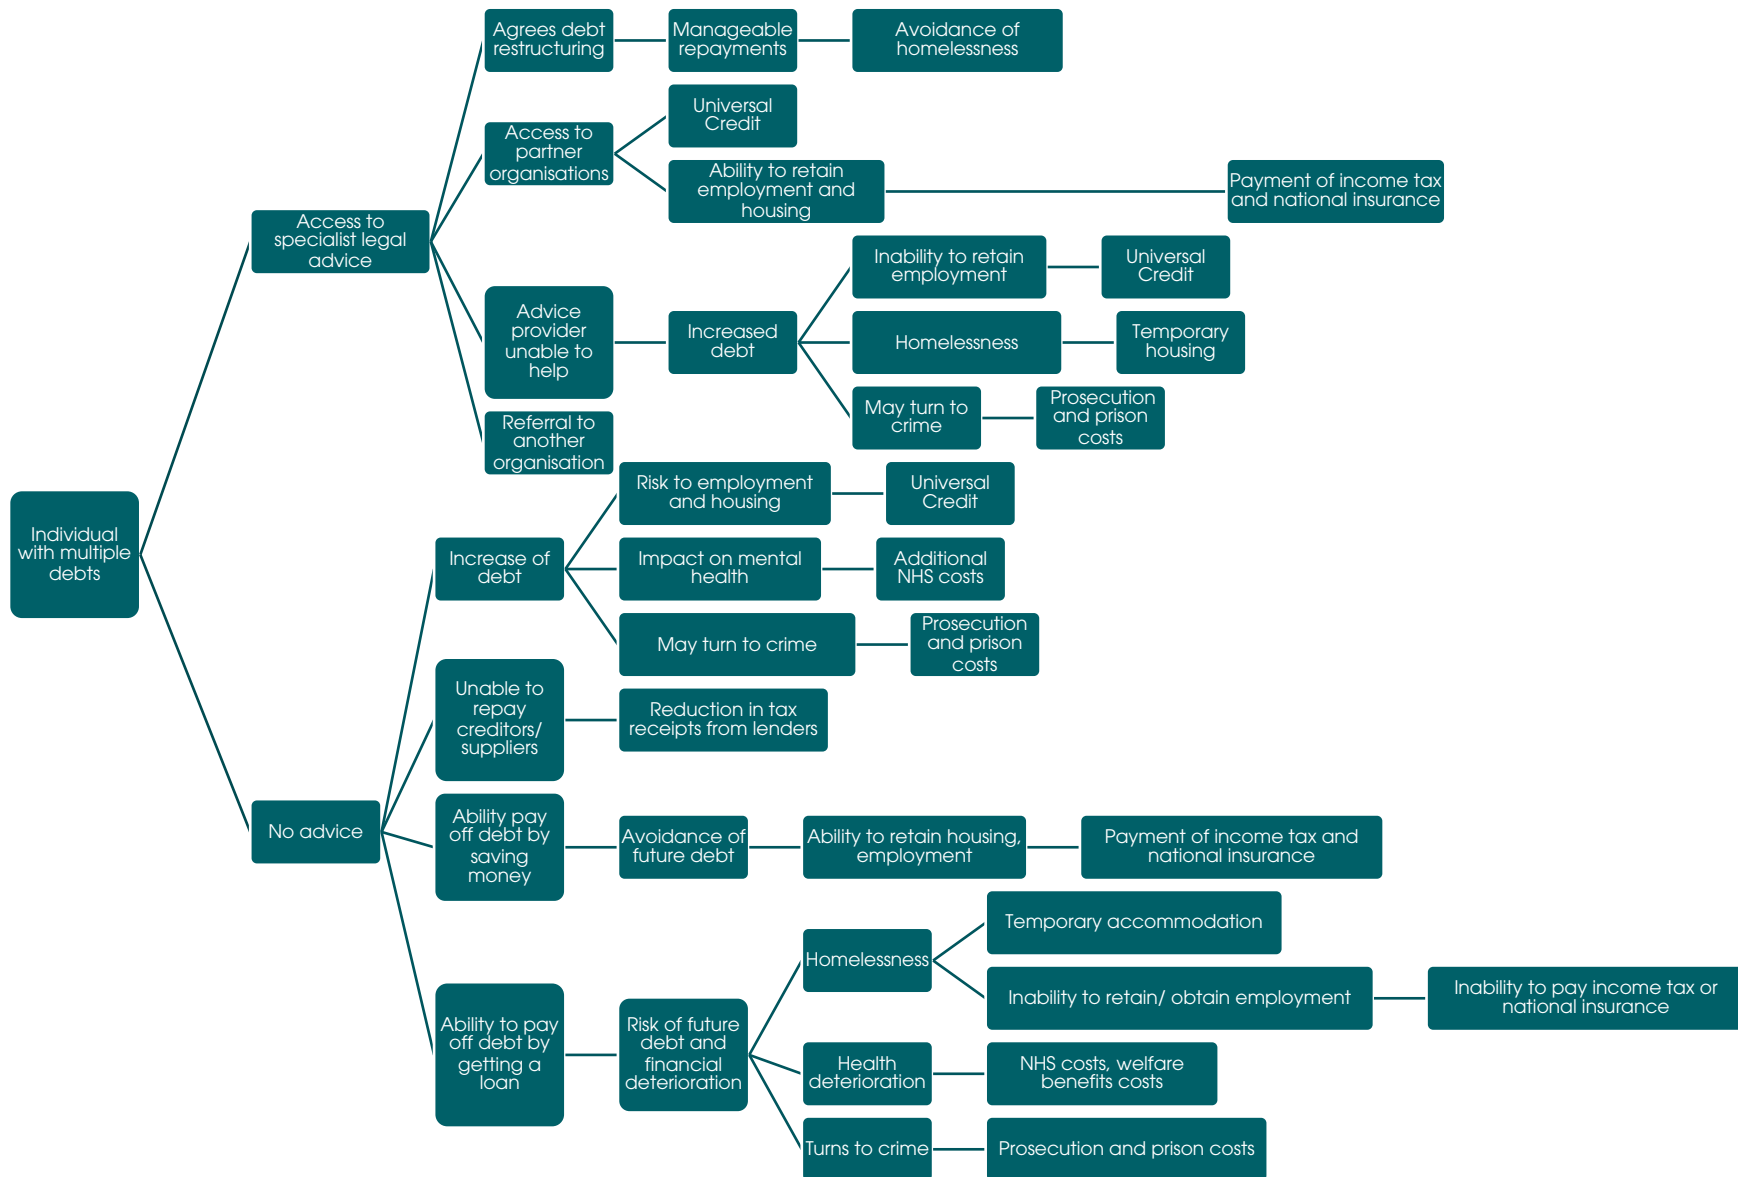 Agrees debt
restructuring
Manageable
repayments
Avoidance of
homelessness
Universal
Credit
Access to
partner
organisations
Ability to retain
employment and
housing
Payment of income tax
and national insurance
Access to
specialist legal
advice
Inability to retain
employment
Universal
Credit
Advice
provider
unable to
help
Increased
debt
Homelessness
Temporary
housing
May turn to
crime
Prosecution
and prison
costs
Referral to
another
organisation
Individual
with multiple
debts
Risk to employment
and housing
Universal
Credit
Increase of
debt
Impact on mental
health
Additional
NHS costs
May turn to crime
Prosecution
and prison
costs
Unable to
repay
creditors/
suppliers
Reduction in tax
receipts from lenders
No advice
Ability pay
off debt by
saving
money
Avoidance of
future debt
Ability to retain housing,
employment
Payment of income tax and
national insurance
Temporary accommodation
Homelessness
Inability to retain/ obtain employment
Inability to pay income tax or
national insurance
Ability to pay
off debt by
getting a
loan
Risk of future
debt and
financial
deterioration
Health
deterioration
NHS costs, welfare
benefits costs
Turns to crime
Prosecution and prison costs